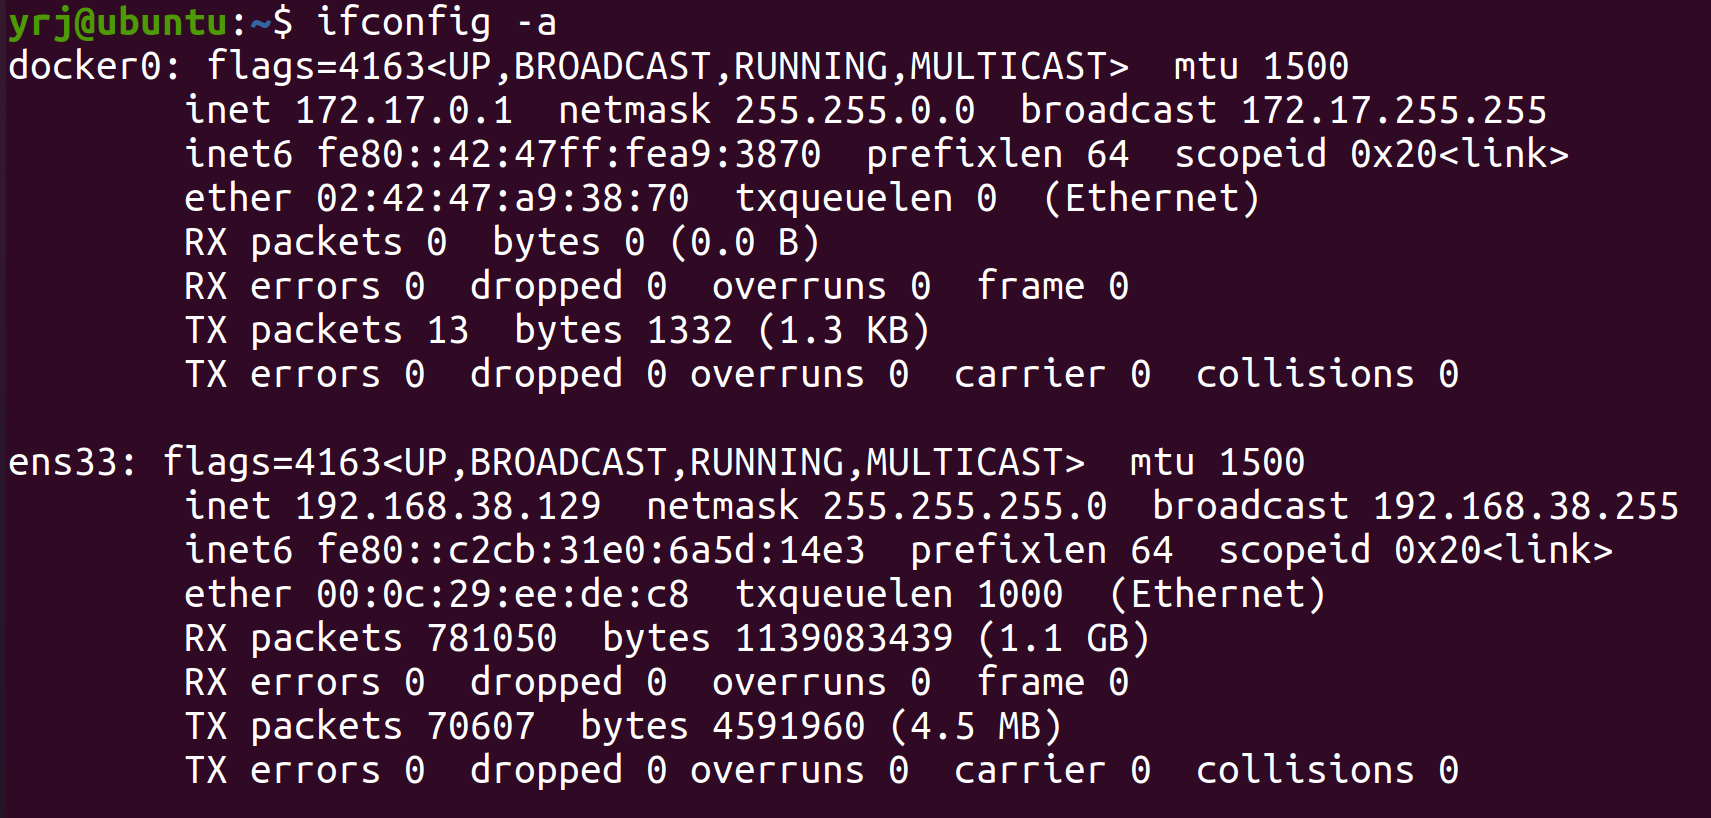 yrj@ubuntu:~$ ifconfig -a
docker0: flags=4163<UP,BROADCAST,RUNNING,MULTICAST>  mtu 1500
        inet 172.17.0.1  netmask 255.255.0.0  broadcast 172.17.255.255
        inet6 fe80::42:47ff:fea9:3870  prefixlen 64  scopeid 0x20<link>
        ether 02:42:47:a9:38:70  txqueuelen 0  (Ethernet)
        RX packets 0  bytes 0 (0.0 B)
        RX errors 0  dropped 0  overruns 0  frame 0
        TX packets 13  bytes 1332 (1.3 KB)
        TX errors 0  dropped 0 overruns 0  carrier 0  collisions 0

ens33: flags=4163<UP,BROADCAST,RUNNING,MULTICAST>  mtu 1500
        inet 192.168.38.129  netmask 255.255.255.0  broadcast 192.168.38.255
        inet6 fe80::c2cb:31e0:6a5d:14e3  prefixlen 64  scopeid 0x20<link>
        ether 00:0c:29:ee:de:c8  txqueuelen 1000  (Ethernet)
        RX packets 781050  bytes 1139083439 (1.1 GB)
        RX errors 0  dropped 0  overruns 0  frame 0
        TX packets 70607  bytes 4591960 (4.5 MB)
        TX errors 0  dropped 0 overruns 0  carrier 0  collisions 0